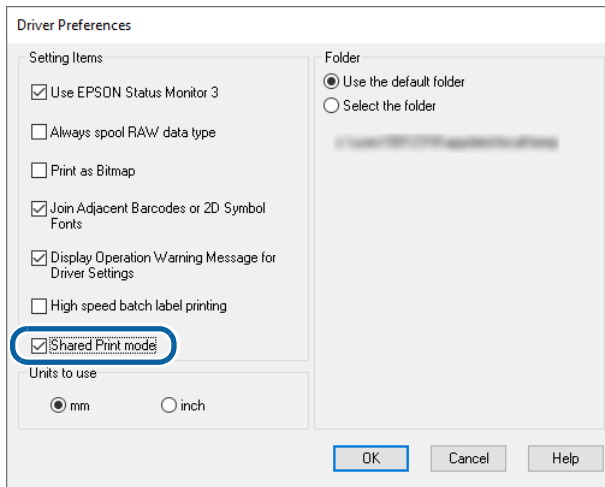 Driver Preferences
Setting Items
Use EPSON Status Monitor 3
Always spool RAW data type
Print as Bitmap
Join Adjacent Barcodes or 2D Symbol
Fonts
Display Operation Warning Message for
Driver Settings
High speed batch label printing
Shared Print mode
Units to use
mm
inch
Folder
Use the default folder
Select the folder
OK
Cancel
Help